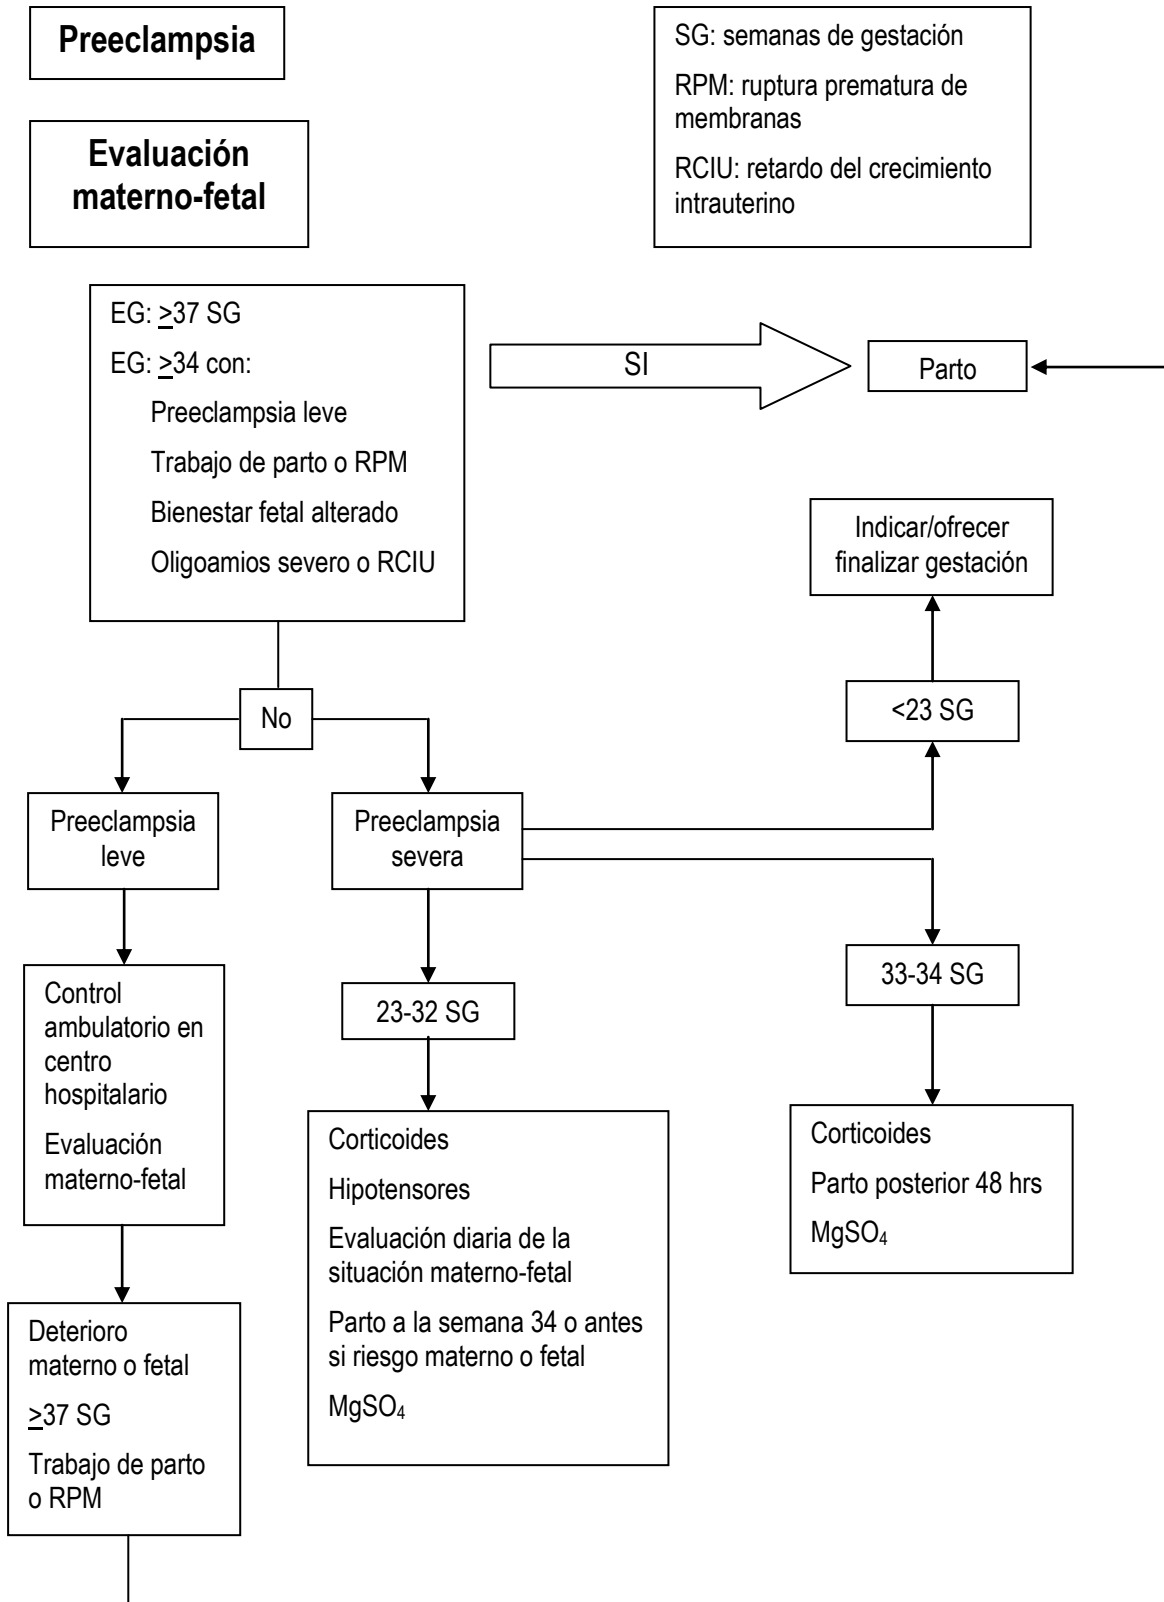 Preeclampsia
SG: semanas de gestación
RPM: ruptura prematura de
membranas
RCIU: retardo del crecimiento
intrauterino
Evaluación
materno-fetal
EG: ≥37 SG
EG: ≥34 con:
Preeclampsia leve
Trabajo de parto o RPM
Bienestar fetal alterado
Oligoamios severo o RCIU
SI
Parto
Indicar/ofrecer
finalizar gestación
<23 SG
No
Preeclampsia
leve
Preeclampsia
severa
Control
ambulatorio en
centro
hospitalario
Evaluación
materno-fetal
23-32 SG
33-34 SG
Corticoides
Hipotensores
Evaluación diaria de la
situación materno-fetal
Parto a la semana 34 o antes
si riesgo materno o fetal
MgSO₄
Corticoides
Parto posterior 48 hrs
MgSO₄
Deterioro
materno o fetal
≥37 SG
Trabajo de parto
o RPM